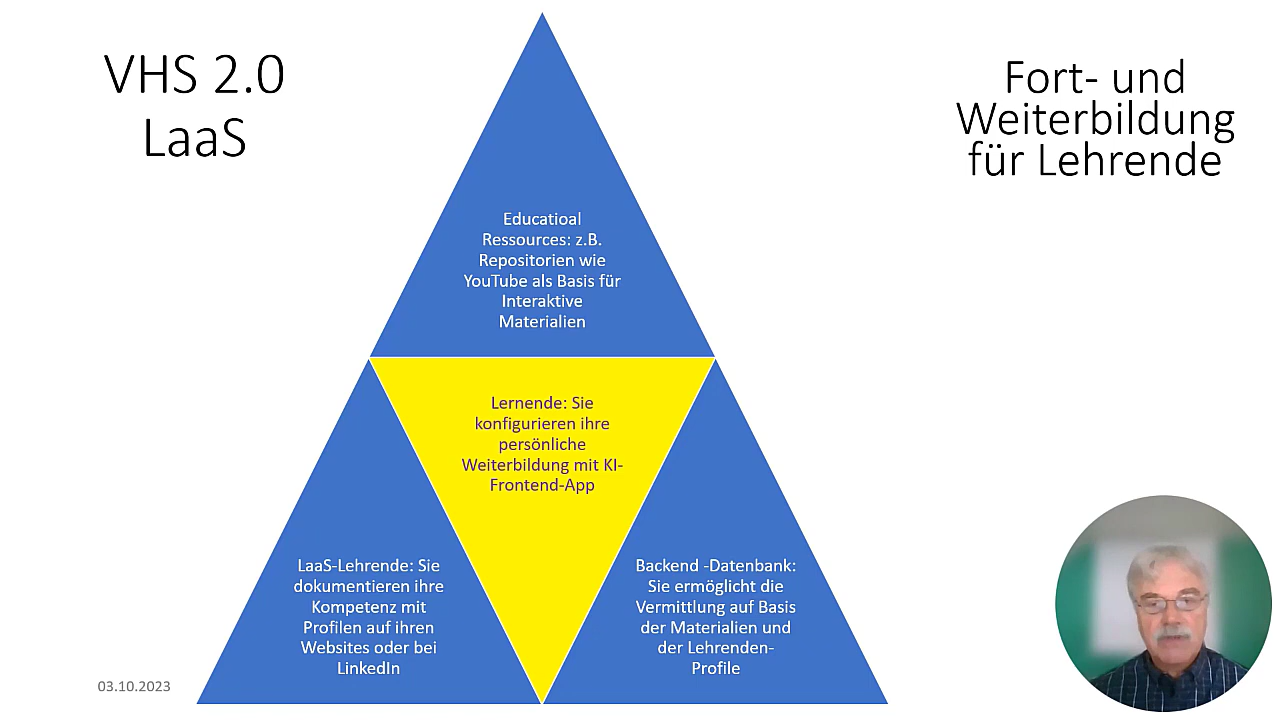 VHS 2.0
LaaS
Fort- und
Weiterbildung
für Lehrende
Educatioal
Ressources: z.B.
Repositorien wie
YouTube als Basis für
Interaktive
Materialien
Lernende: Sie
konfigurieren ihre
persönliche
Weiterbildung mit KI-
Frontend-App
LaaS-Lehrende: Sie
dokumentieren ihre
Kompetenz mit
Profilen auf ihren
Websites oder bei
LinkedIn
Backend -Datenbank:
Sie ermöglicht die
Vermittlung auf Basis
der Materialien und
der Lehrenden-
Profile
03.10.2023